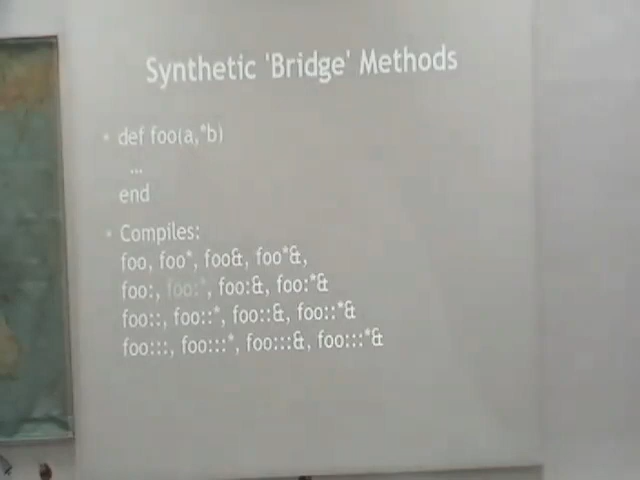 Synthetic 'Bridge' Methods
• def foo(a,*b)
...
end
• Compiles:
foo, foo*, foo&, foo*&,
foo:, foo:*, foo:&, foo:*&
foo::, foo::*, foo::&, foo::*&
foo:::, foo:::*, foo:::&, foo:::*&